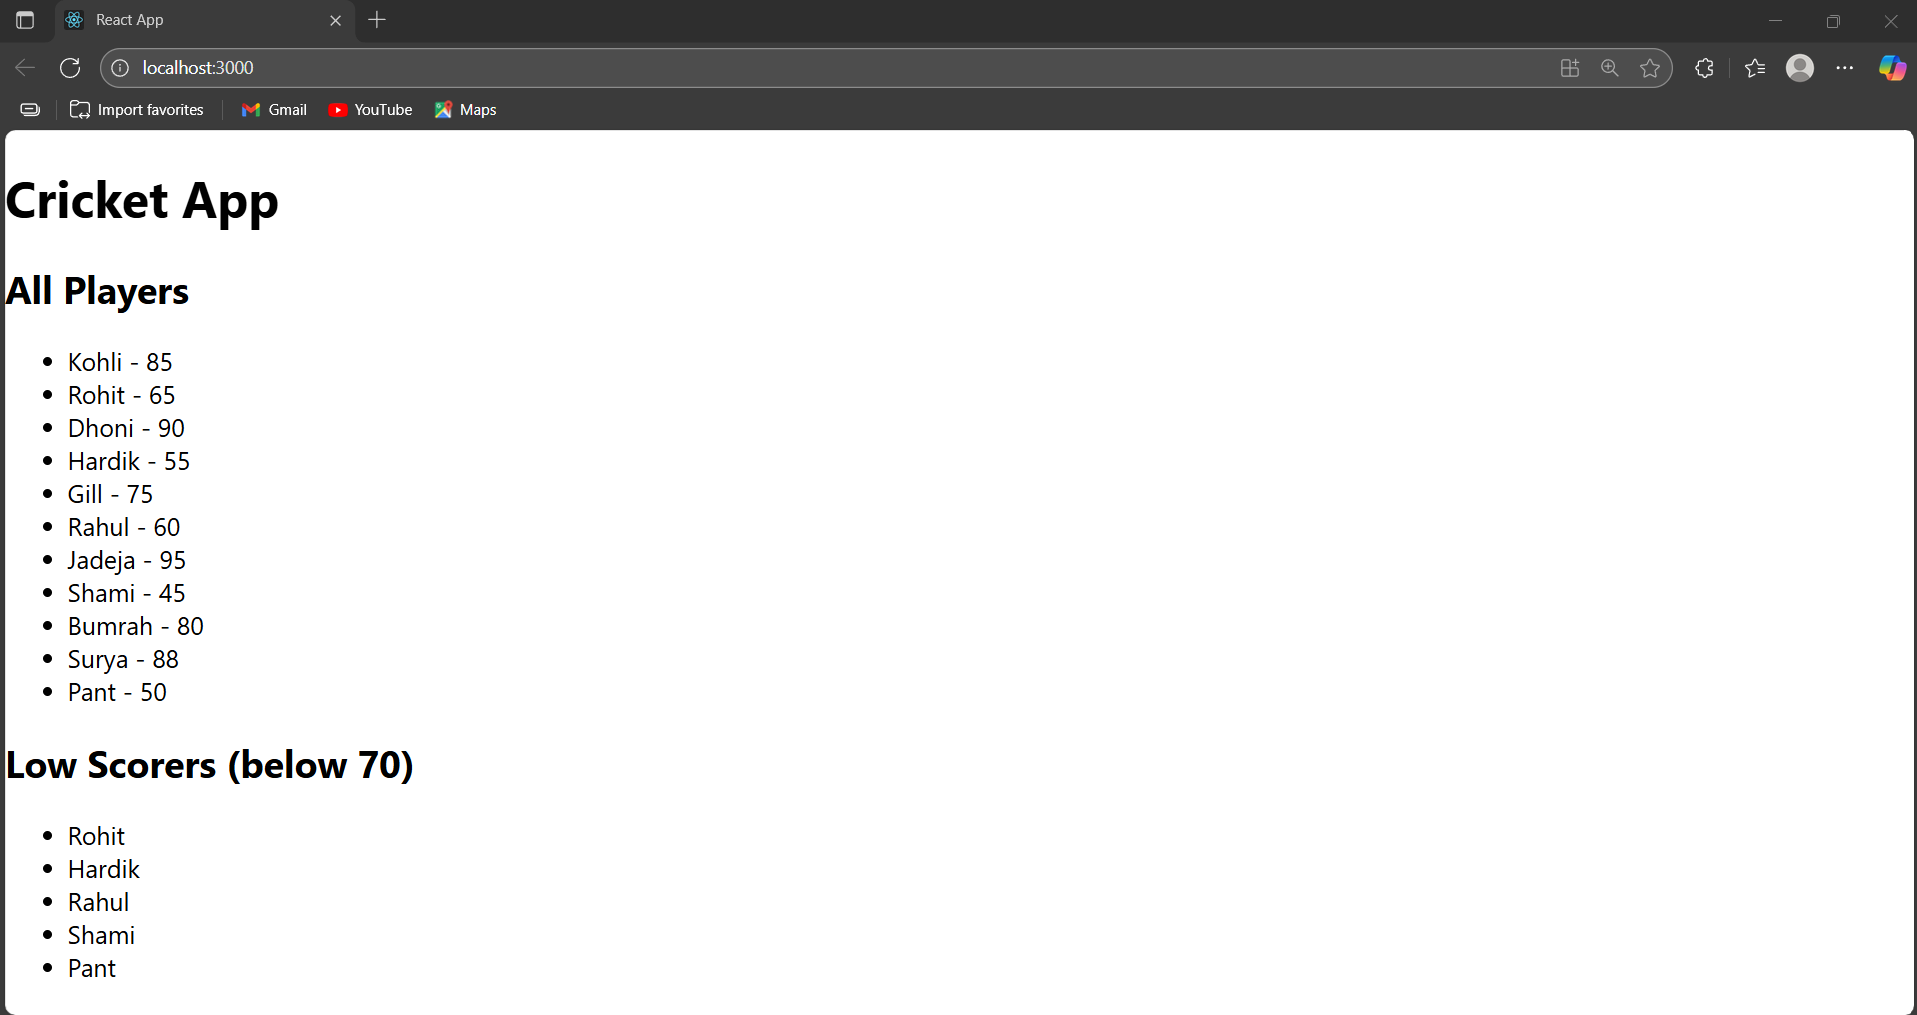 React App
localhost:3000
Import favorites
Gmail
YouTube
Maps
Cricket App
All Players
Kohli - 85
Rohit - 65
Dhoni - 90
Hardik - 55
Gill - 75
Rahul - 60
Jadeja - 95
Shami - 45
Bumrah - 80
Surya - 88
Pant - 50
Low Scorers (below 70)
Rohit
Hardik
Rahul
Shami
Pant